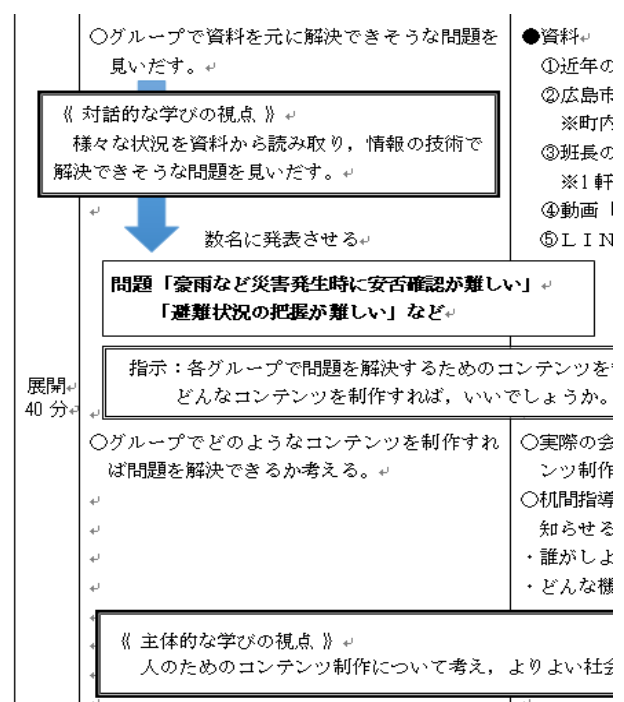 ○グループで資料を元に解決できそうな問題を
見いだす。
《 対話的な学びの視点 》
様々な状況を資料から読み取り，情報の技術で
解決できそうな問題を見いだす。
数名に発表させる
問題「豪雨など災害発生時に安否確認が難しい」
「避難状況の把握が難しい」など
指示：各グループで問題を解決するためのコンテンツを
どんなコンテンツを制作すれば，いいでしょうか。
展開
40 分
○グループでどのようなコンテンツを制作すれ
ば問題を解決できるか考える。
《 主体的な学びの視点 》
人のためのコンテンツ制作について考え，よりよい社会
●資料
①近年の
②広島市
※町内
③班長の
※1 軒
④動画「
⑤ＬＩＮ
○実際の会
ンツ制作
○机間指導
知らせる
・誰がしよ
・どんな機